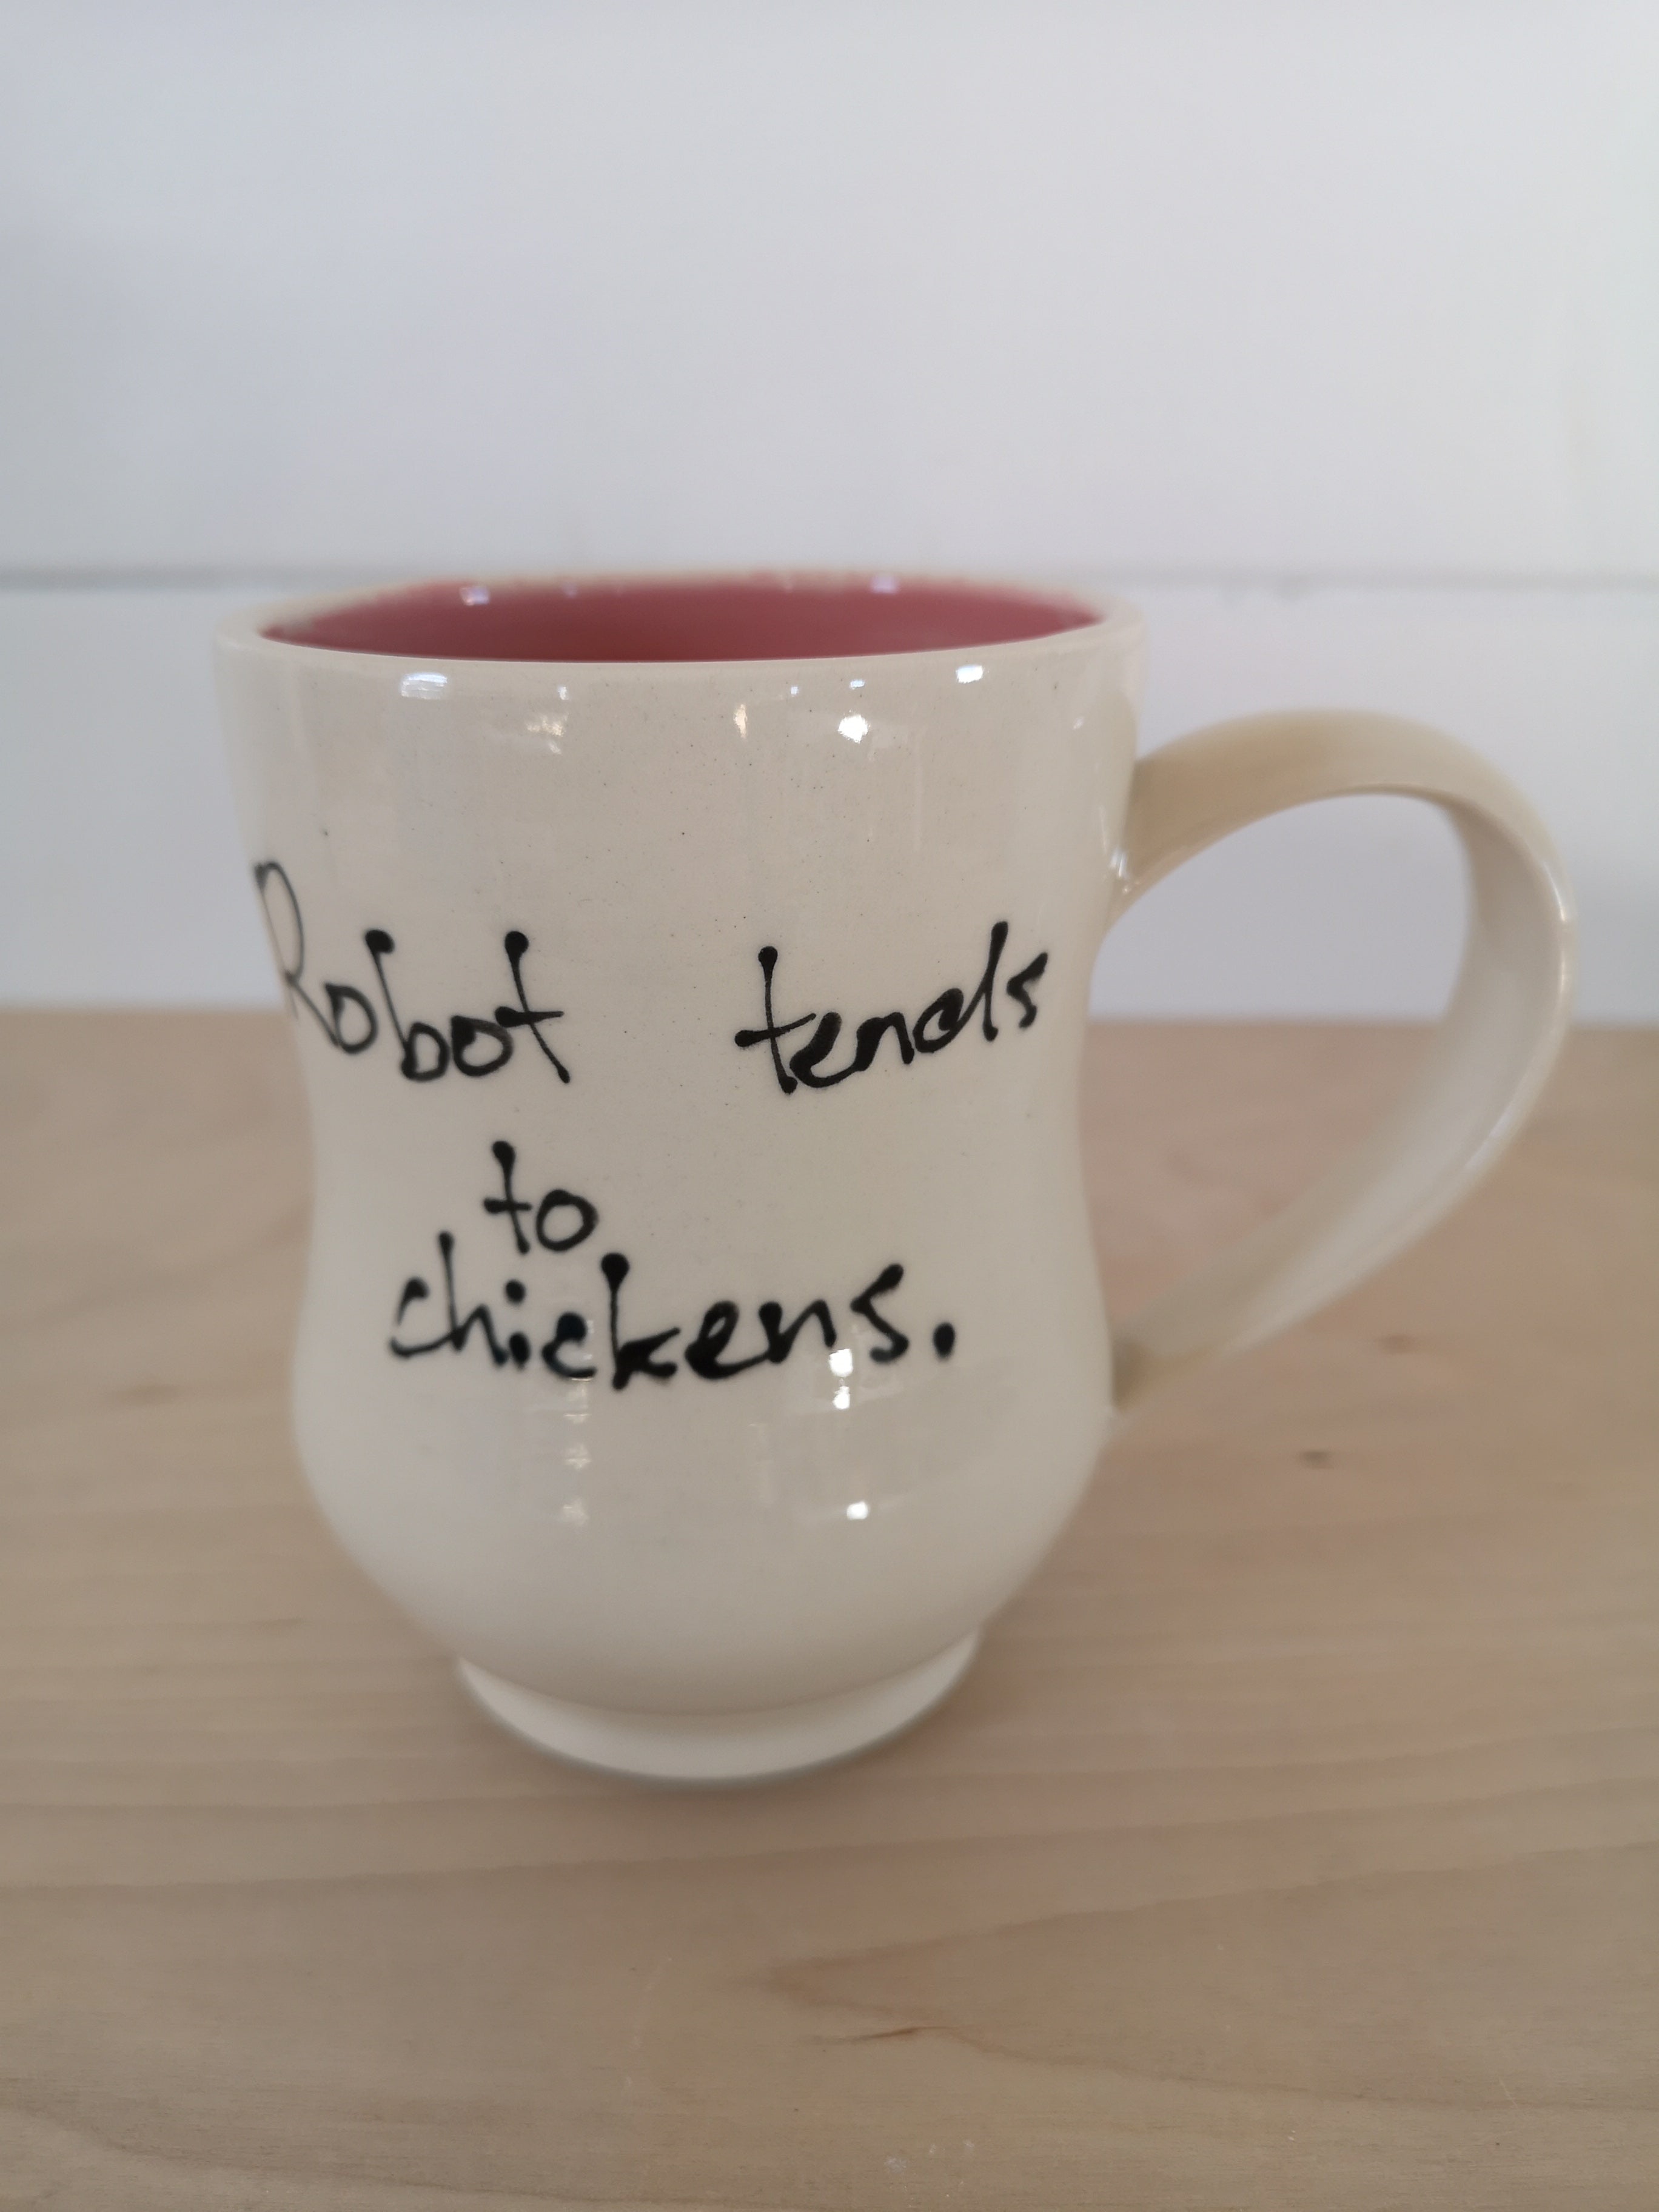 Robot tends
to
chickens.